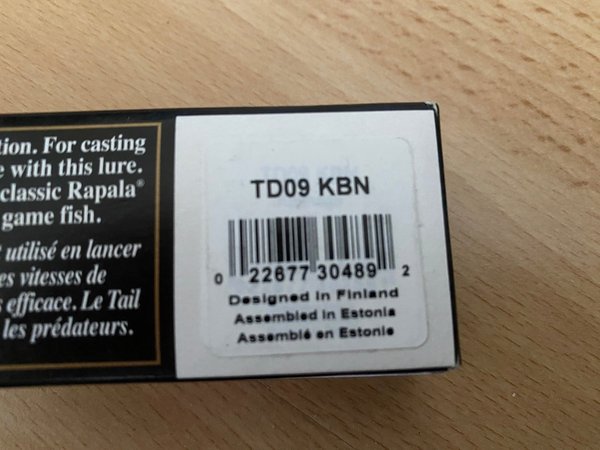 tion. For casting
with this lure.
classic Rapala®
game fish.
utilisé en lancer
es vitesses de
efficace. Le Tail
les prédateurs.
TD09 KBN
0 22677 30489 2
Designed in Finland
Assembled in Estonia
Assemblé en Estonie